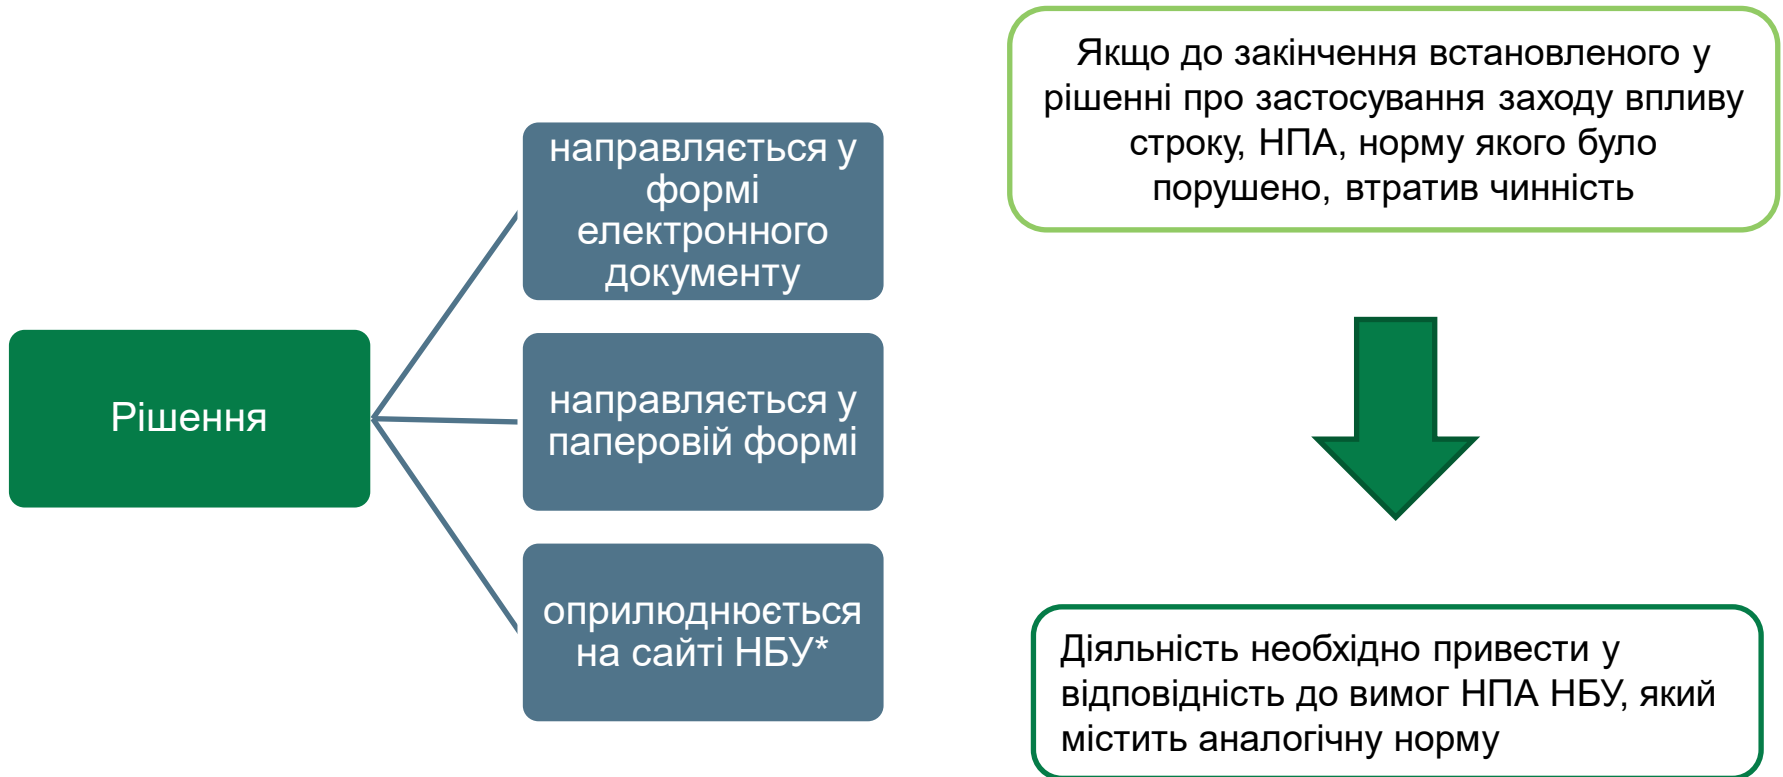 Рішення
направляється у
формі
електронного
документу
направляється у
паперовій формі
оприлюднюється
на сайті НБУ*
Якщо до закінчення встановленого у
рішенні про застосування заходу впливу
строку, НПА, норму якого було
порушено, втратив чинність
Діяльність необхідно привести у
відповідність до вимог НПА НБУ, який
містить аналогічну норму